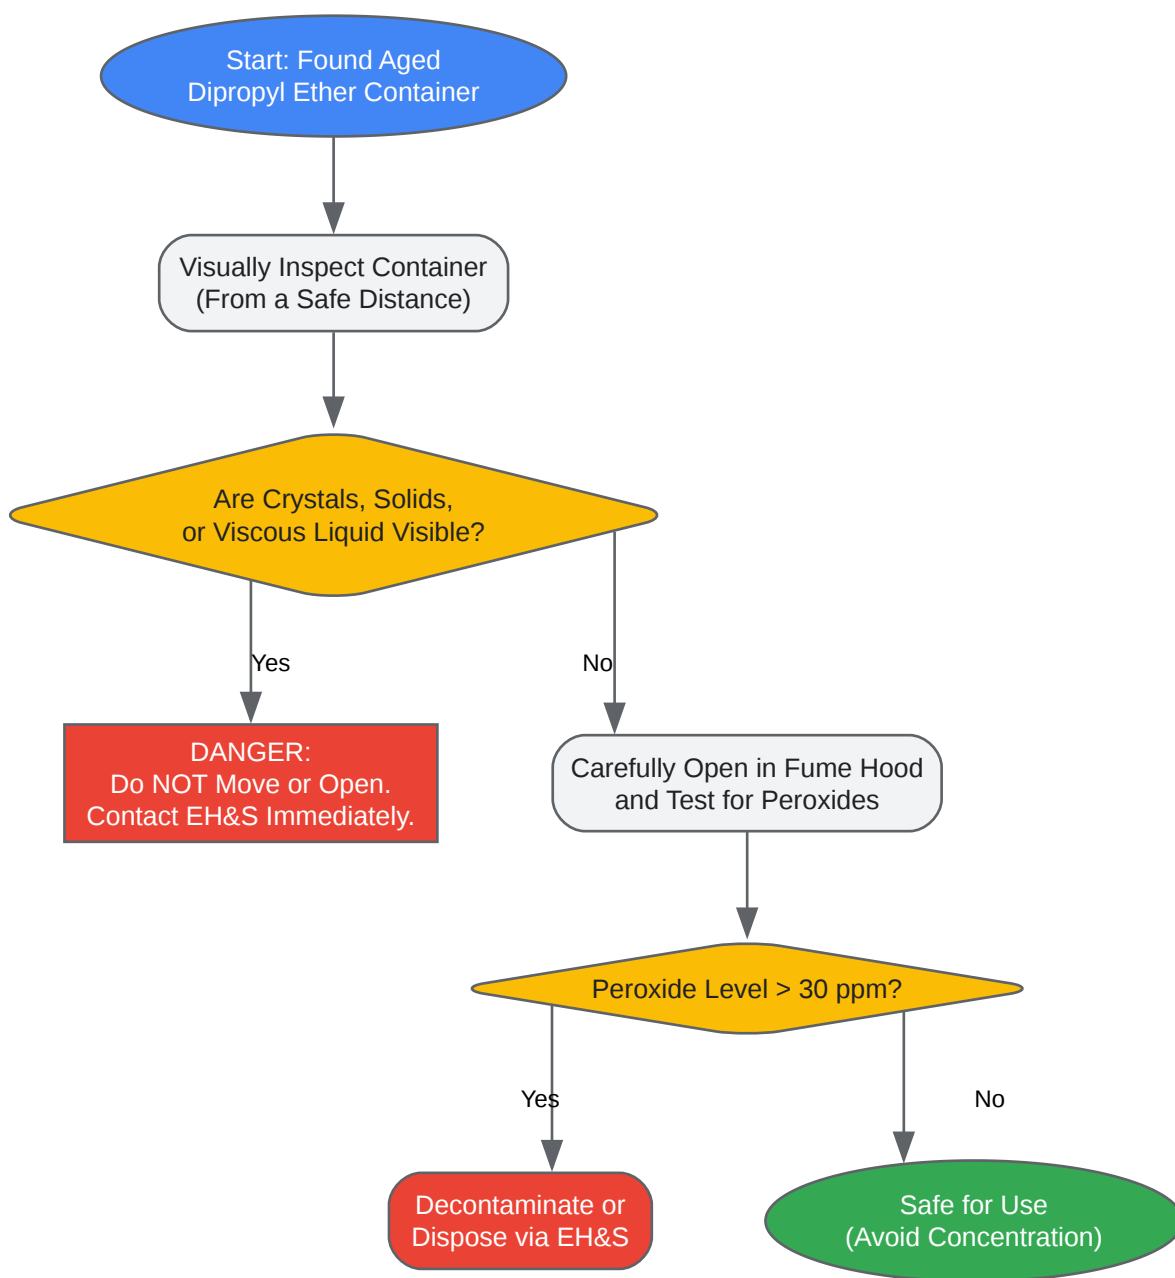 Start: Found Aged
Dipropyl Ether Container
Visually Inspect Container
(From a Safe Distance)
Are Crystals, Solids,
or Viscous Liquid Visible?
Yes
No
DANGER:
Do NOT Move or Open.
Contact EH&S Immediately.
Carefully Open in Fume Hood
and Test for Peroxides
Peroxide Level > 30 ppm?
Yes
No
Decontaminate or
Dispose via EH&S
Safe for Use
(Avoid Concentration)